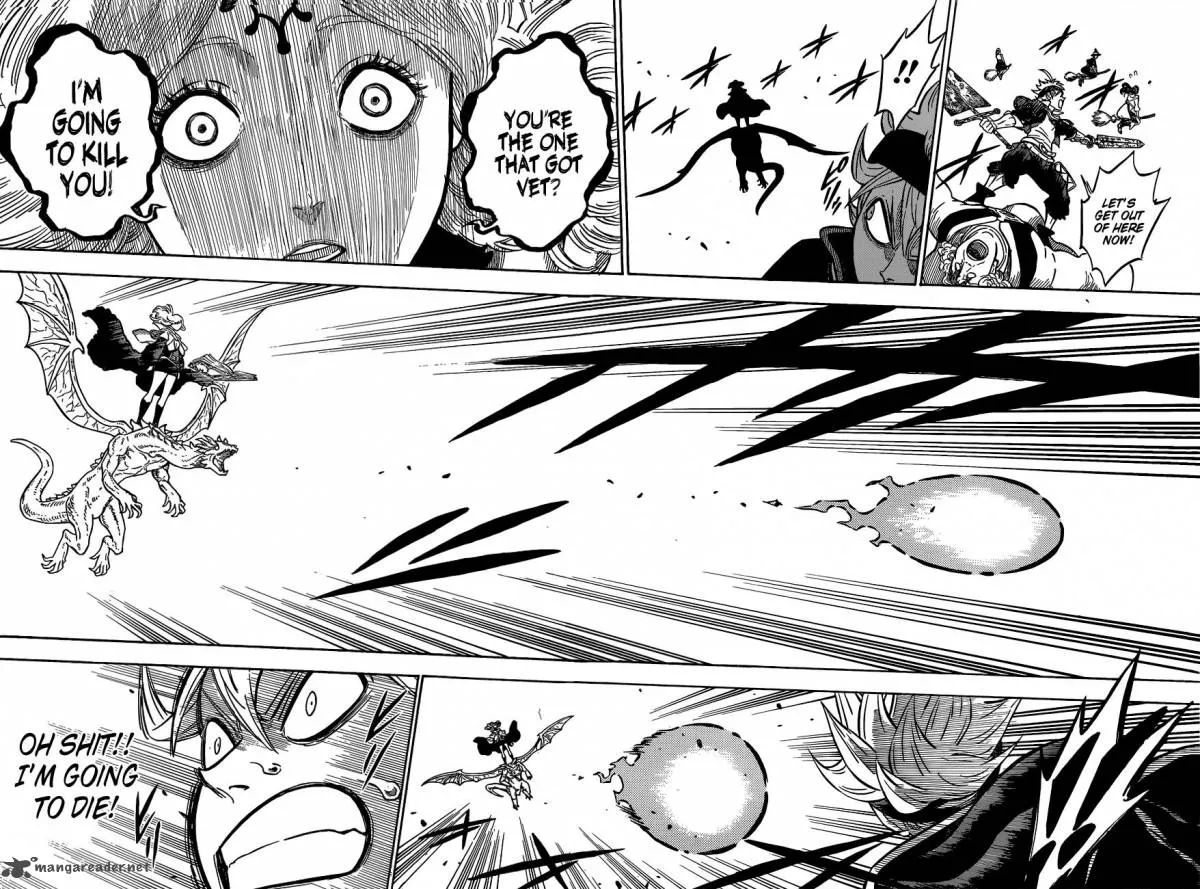 LET'S
GET OUT
OF HERE
NOW!
!!
YOU'RE
THE ONE
THAT GOT
VET?
I'M
GOING
TO KILL
YOU!
OH SHIT!!
I'M GOING
TO DIE!
mangareader.net